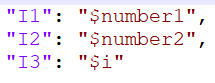 "I1": "$number1",
"I2": "$number2",
"I3": "$i"